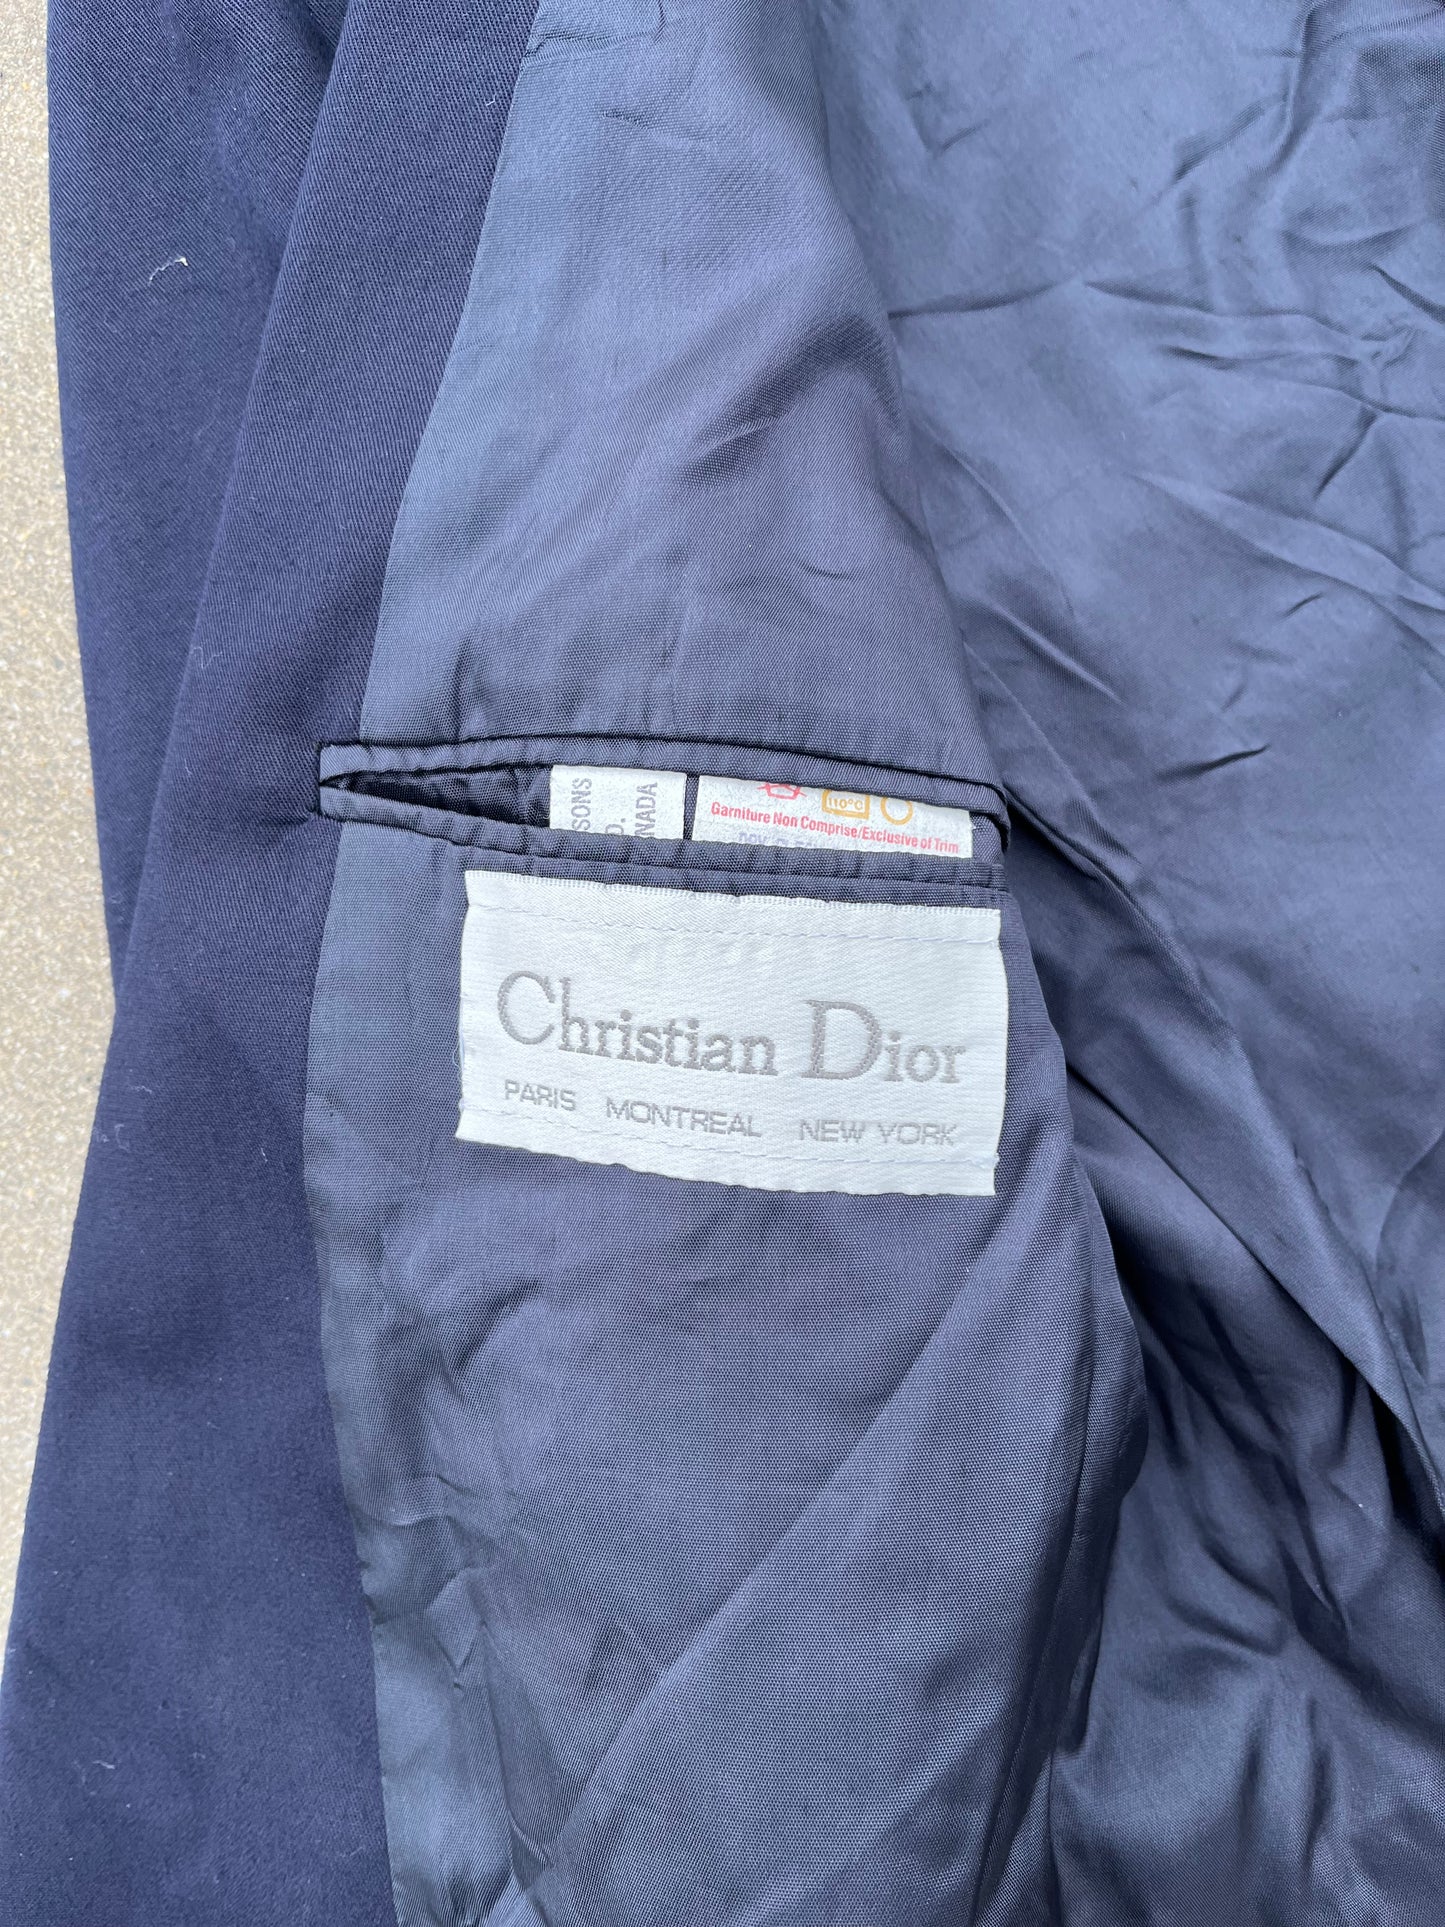 SONS
D.
NADA
110°C
Garniture Non Comprise/Exclusive of Trim
Christian Dior
PARIS MONTREAL NEW YORK